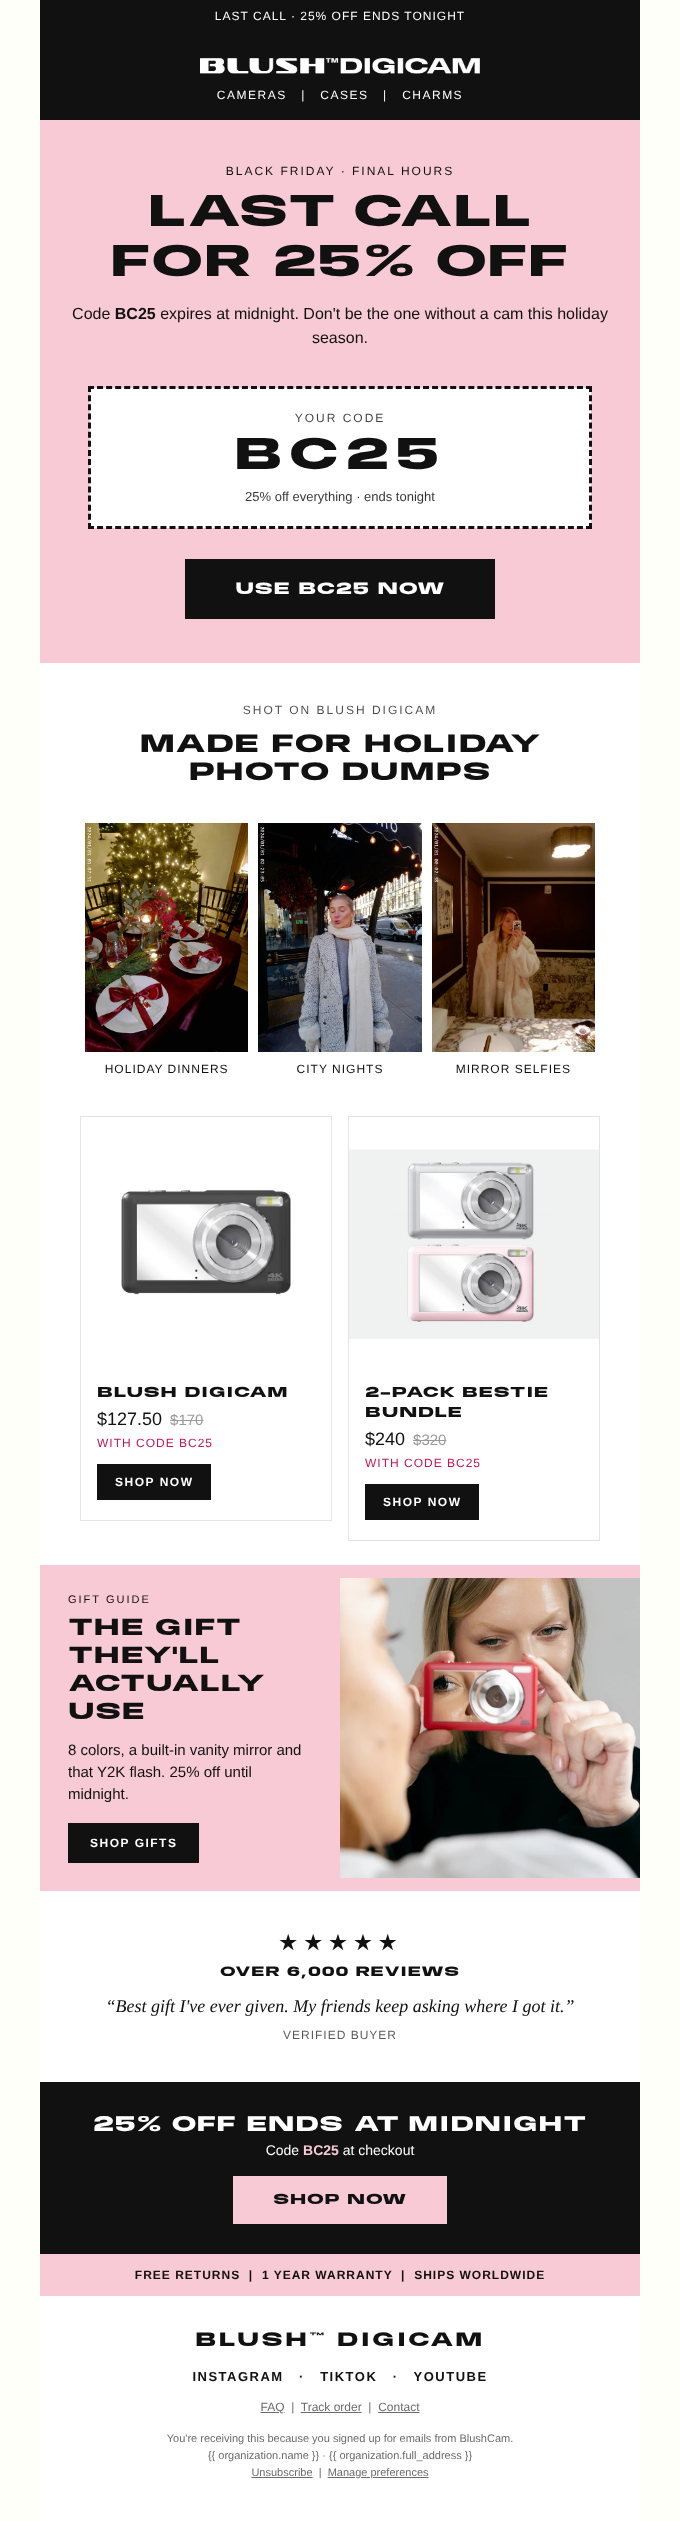 LAST CALL · 25% OFF ENDS TONIGHT
BLUSH™DIGICAM
CAMERAS | CASES | CHARMS
BLACK FRIDAY · FINAL HOURS
LAST CALL
FOR 25% OFF
Code BC25 expires at midnight. Don't be the one without a cam this holiday
season.
YOUR CODE
BC25
25% off everything · ends tonight
USE BC25 NOW
SHOT ON BLUSH DIGICAM
MADE FOR HOLIDAY
PHOTO DUMPS
HOLIDAY DINNERS
CITY NIGHTS
MIRROR SELFIES
4K
4K
4K
BLUSH DIGICAM
$127.50 $170
WITH CODE BC25
SHOP NOW
2-PACK BESTIE
BUNDLE
$240 $320
WITH CODE BC25
SHOP NOW
GIFT GUIDE
THE GIFT
THEY'LL
ACTUALLY
USE
8 colors, a built-in vanity mirror and
that Y2K flash. 25% off until
midnight.
SHOP GIFTS
★★★★★
OVER 6,000 REVIEWS
“Best gift I've ever given. My friends keep asking where I got it.”
VERIFIED BUYER
25% OFF ENDS AT MIDNIGHT
Code BC25 at checkout
SHOP NOW
FREE RETURNS | 1 YEAR WARRANTY | SHIPS WORLDWIDE
BLUSH™ DIGICAM
INSTAGRAM · TIKTOK · YOUTUBE
FAQ | Track order | Contact
You're receiving this because you signed up for emails from BlushCam.
{{ organization.name }} · {{ organization.full_address }}
Unsubscribe | Manage preferences